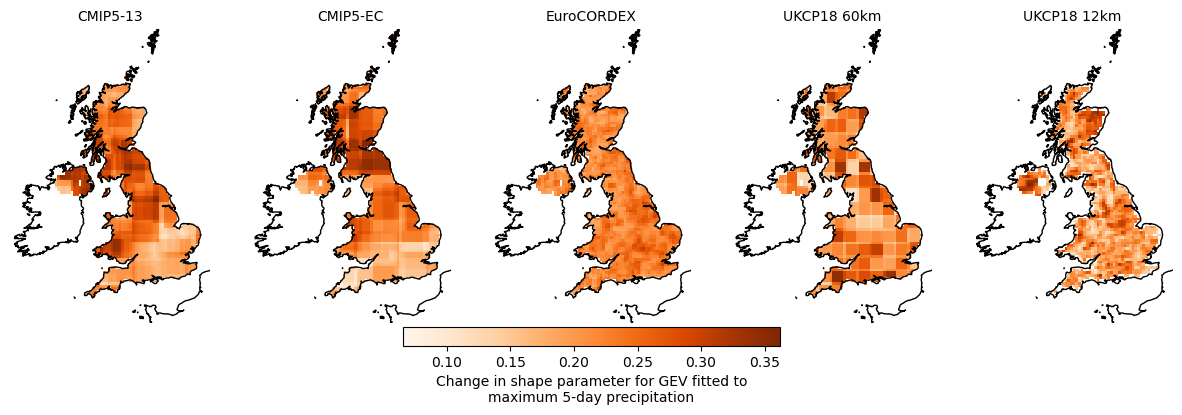 CMIP5-13
CMIP5-EC
EuroCORDEX
UKCP18 60km
UKCP18 12km
0.10
0.15
0.20
0.25
0.30
0.35
Change in shape parameter for GEV fitted to
maximum 5-day precipitation